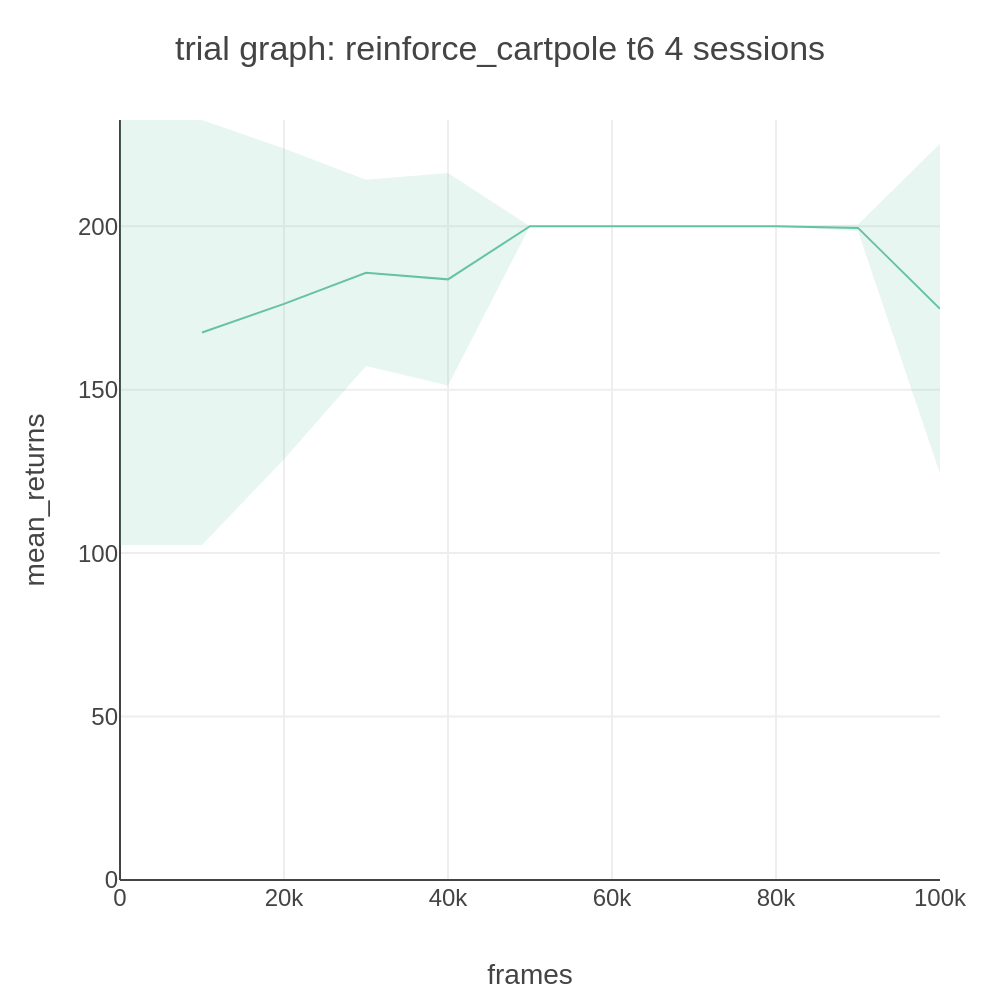 trial graph: reinforce_cartpole t6 4 sessions
mean_returns
200
150
100
50
0
0 20k 40k 60k 80k 100k
frames